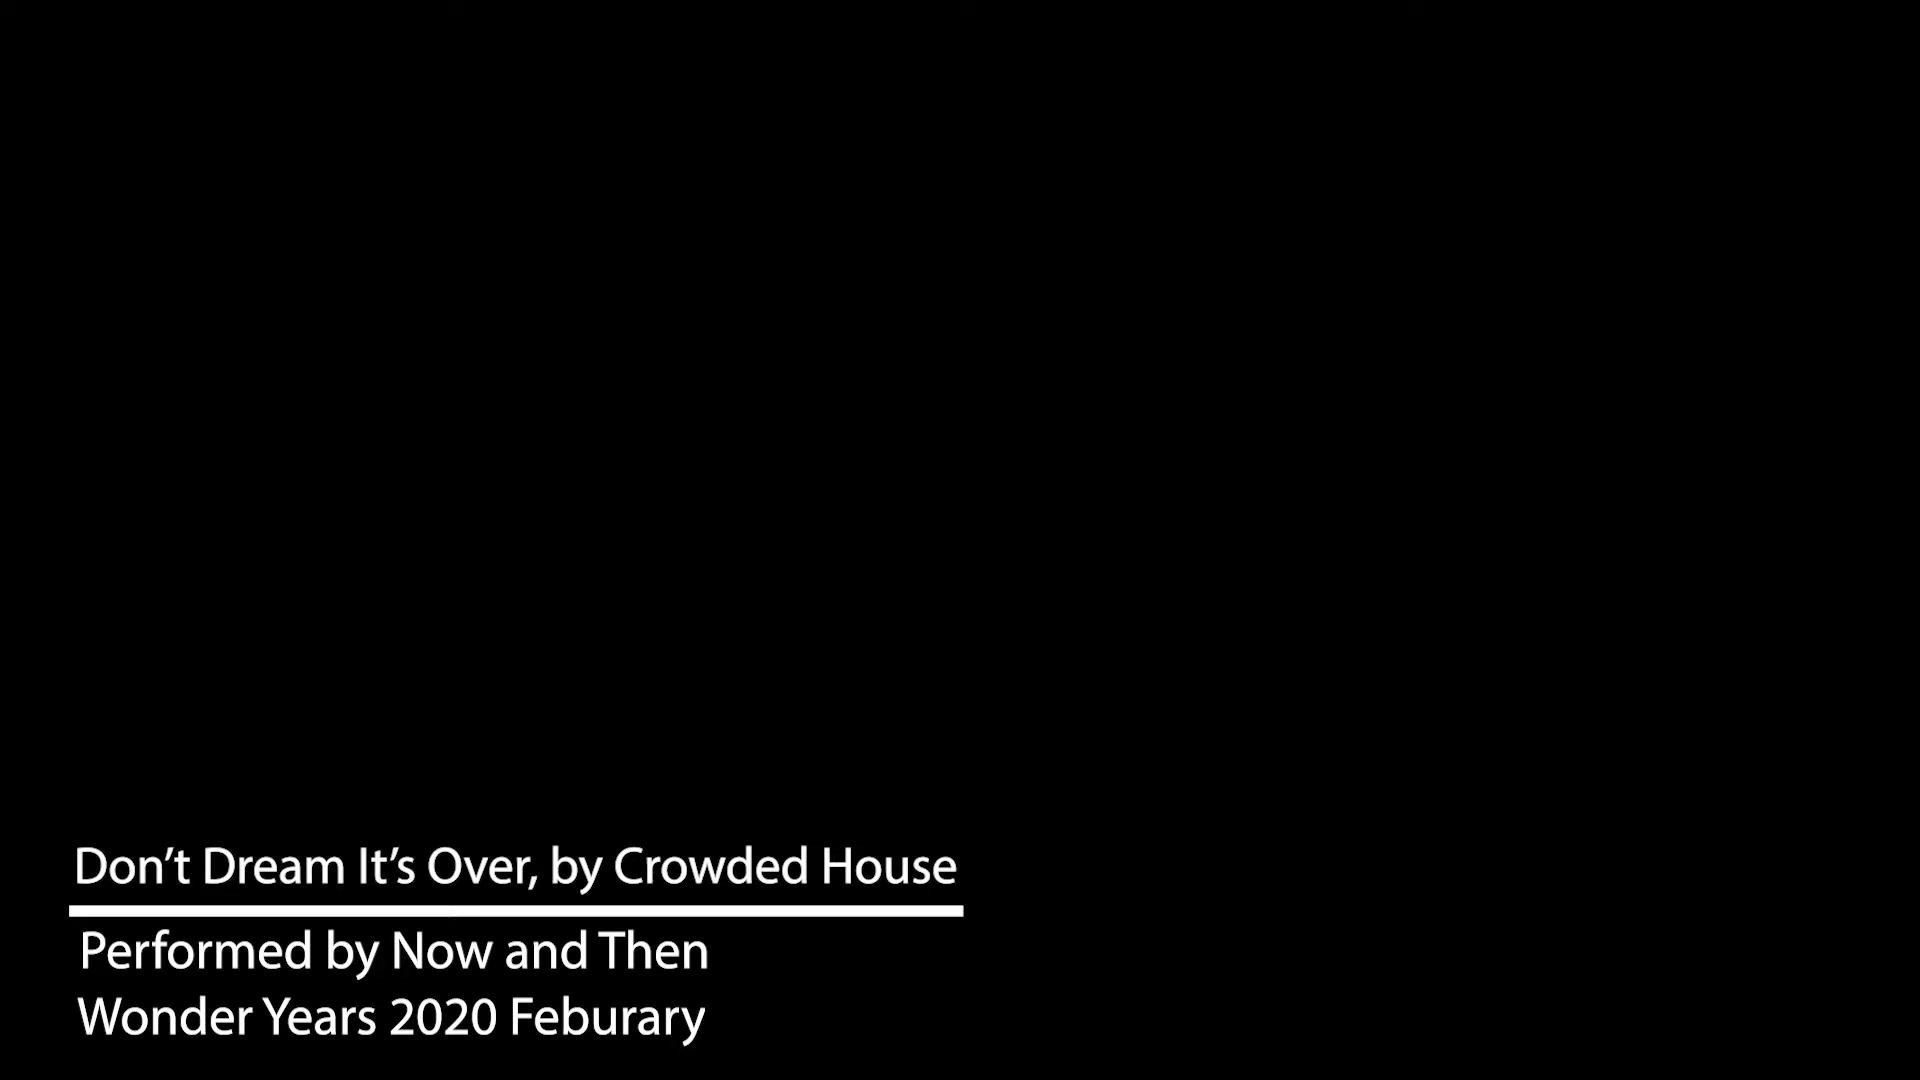 Don’t Dream It’s Over, by Crowded House
Performed by Now and Then
Wonder Years 2020 Feburary